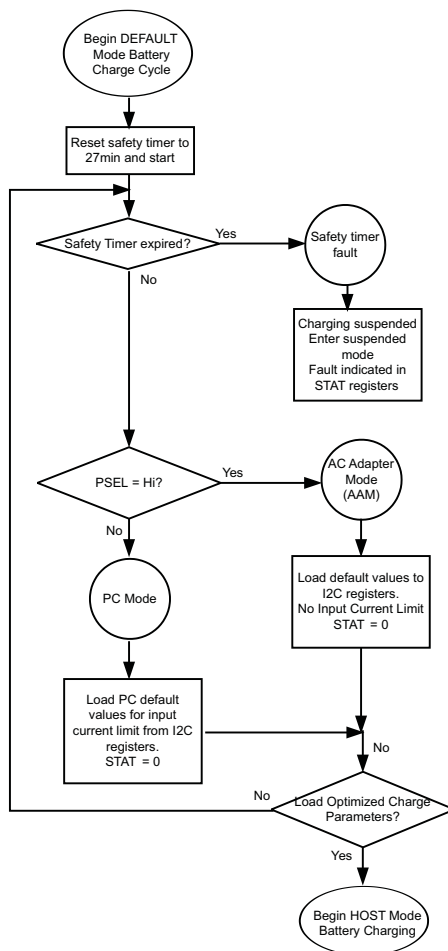 Begin DEFAULT
Mode Battery
Charge Cycle
Reset safety timer to
27min and start
Safety Timer expired?
Yes
Safety timer
fault
No
Charging suspended
Enter suspended
mode
Fault indicated in
STAT registers
PSEL = Hi?
Yes
AC Adapter
Mode
(AAM)
No
PC Mode
Load default values to
I2C registers.
No Input Current Limit
STAT = 0
Load PC default
values for input
current limit from I2C
registers.
STAT = 0
No
No
Load Optimized Charge
Parameters?
Yes
Begin HOST Mode
Battery Charging